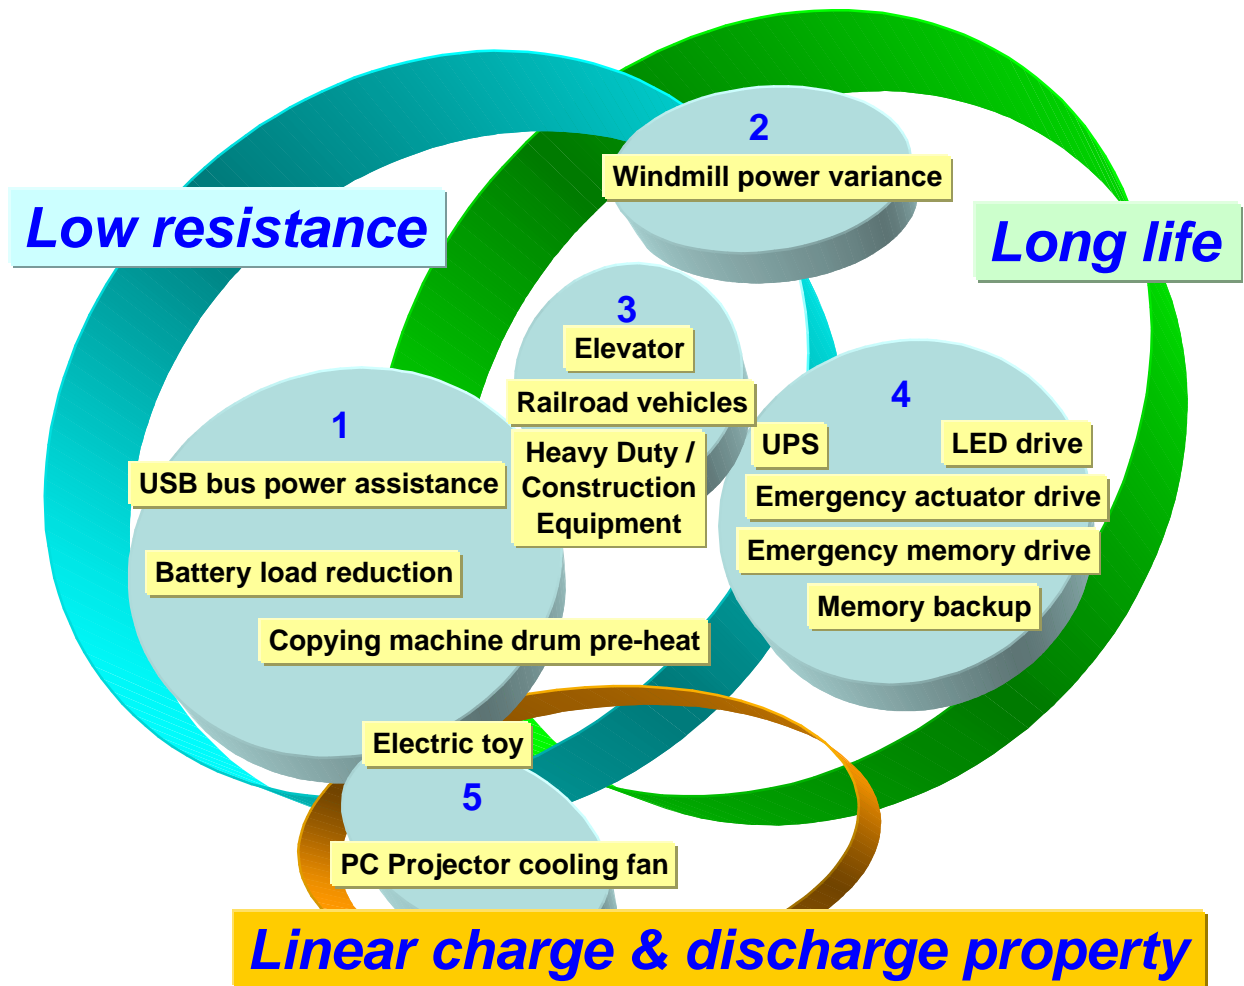 2
Windmill power variance
Low resistance
Long life
3
Elevator
Railroad vehicles
Heavy Duty /
Construction
Equipment
1
USB bus power assistance
Battery load reduction
Copying machine drum pre-heat
4
UPS
LED drive
Emergency actuator drive
Emergency memory drive
Memory backup
Electric toy
5
PC Projector cooling fan
Linear charge & discharge property